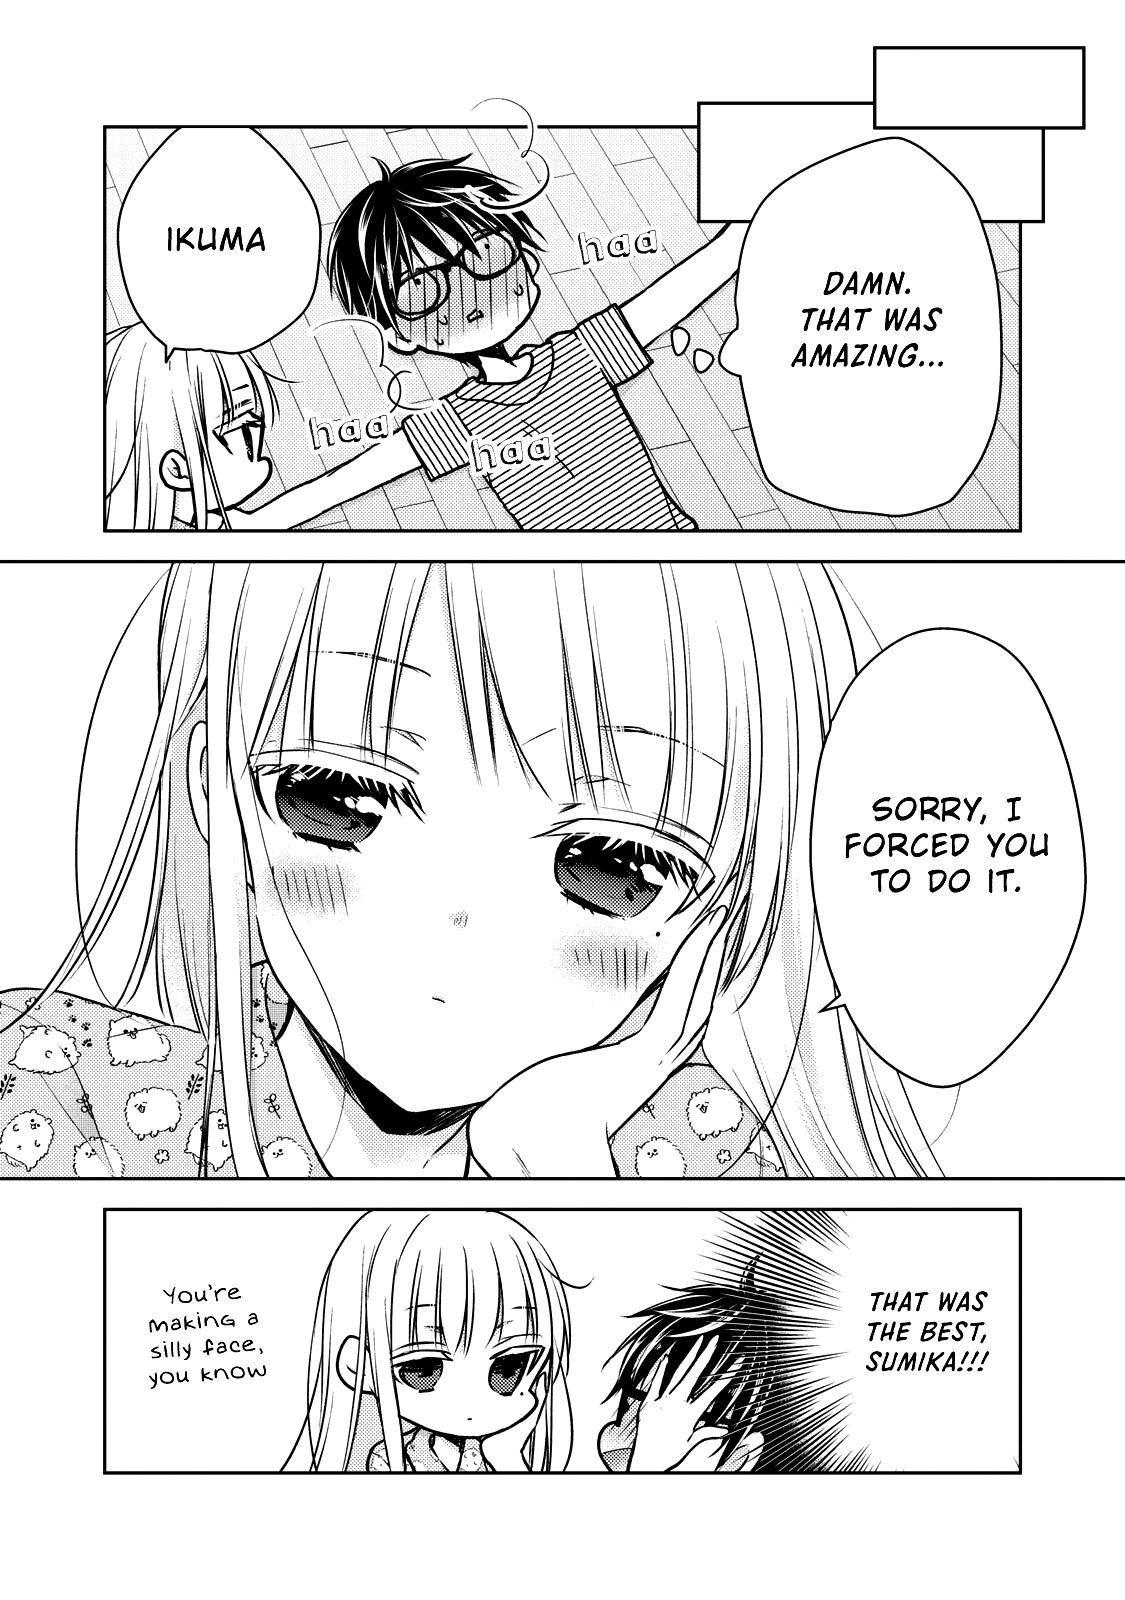 DAMN.
THAT WAS
AMAZING...
haa
IKUMA
haa
haa
SORRY, I
FORCED YOU
TO DO IT.
THAT WAS
THE BEST,
SUMIKA!!!
You're
making a
silly face,
you know